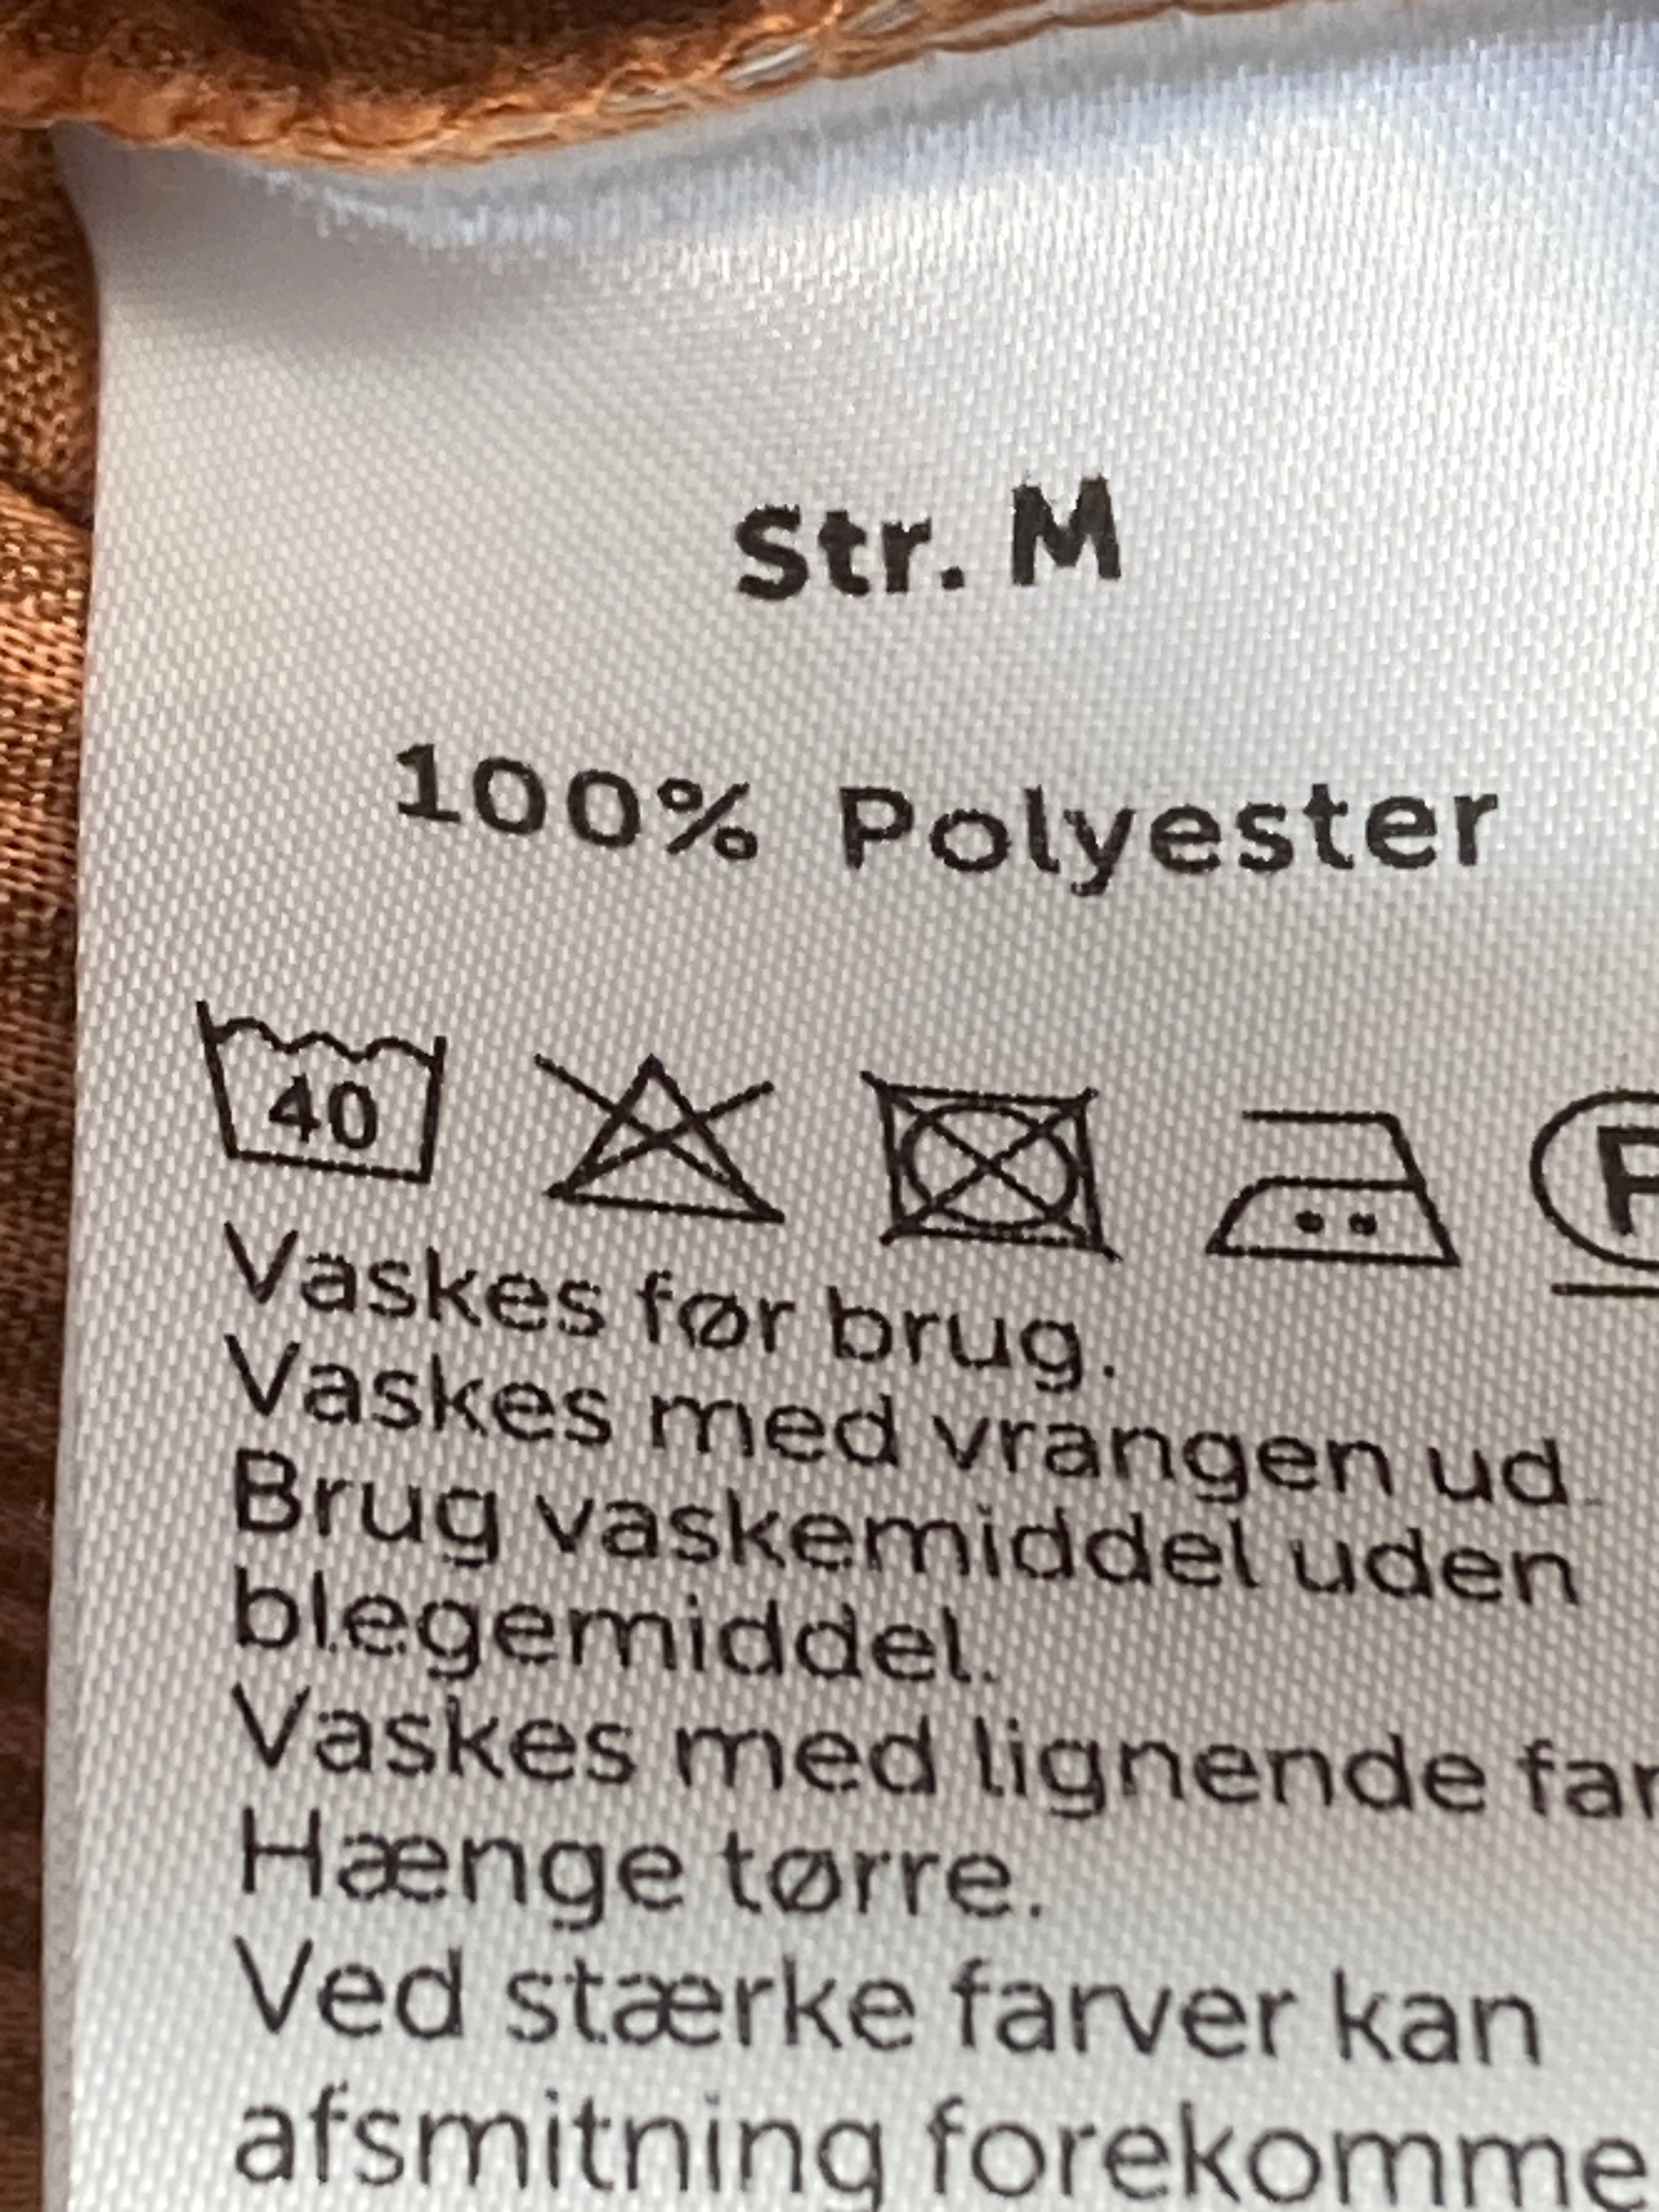 Str. M
100% Polyester
40
P
Vaskes før brug.
Vaskes med vrangen ud.
Brug vaskemiddel uden
blegemiddel.
Vaskes med lignende far
Hænge tørre.
Ved stærke farver kan
afsmitning forekomme